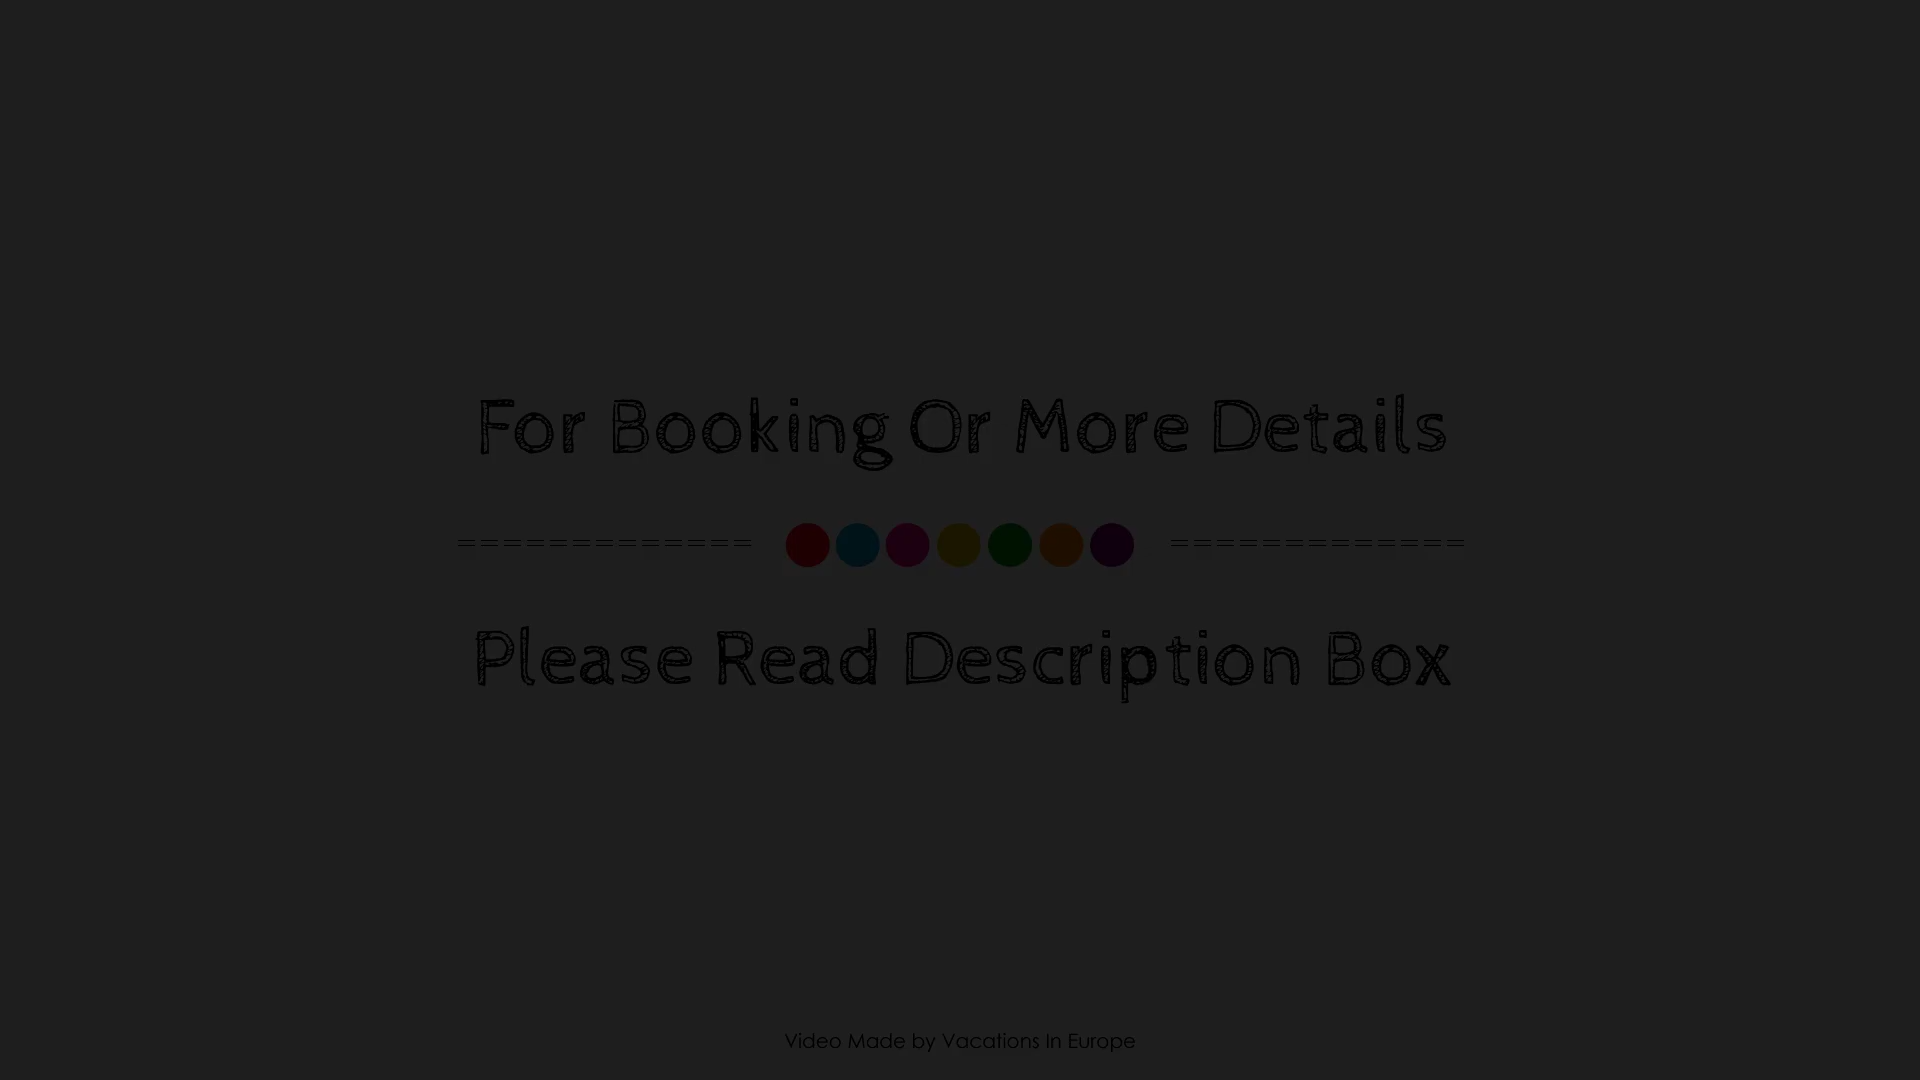 For Booking Or More Details
============= =============
Please Read Description Box
Video Made by Vacations In Europe